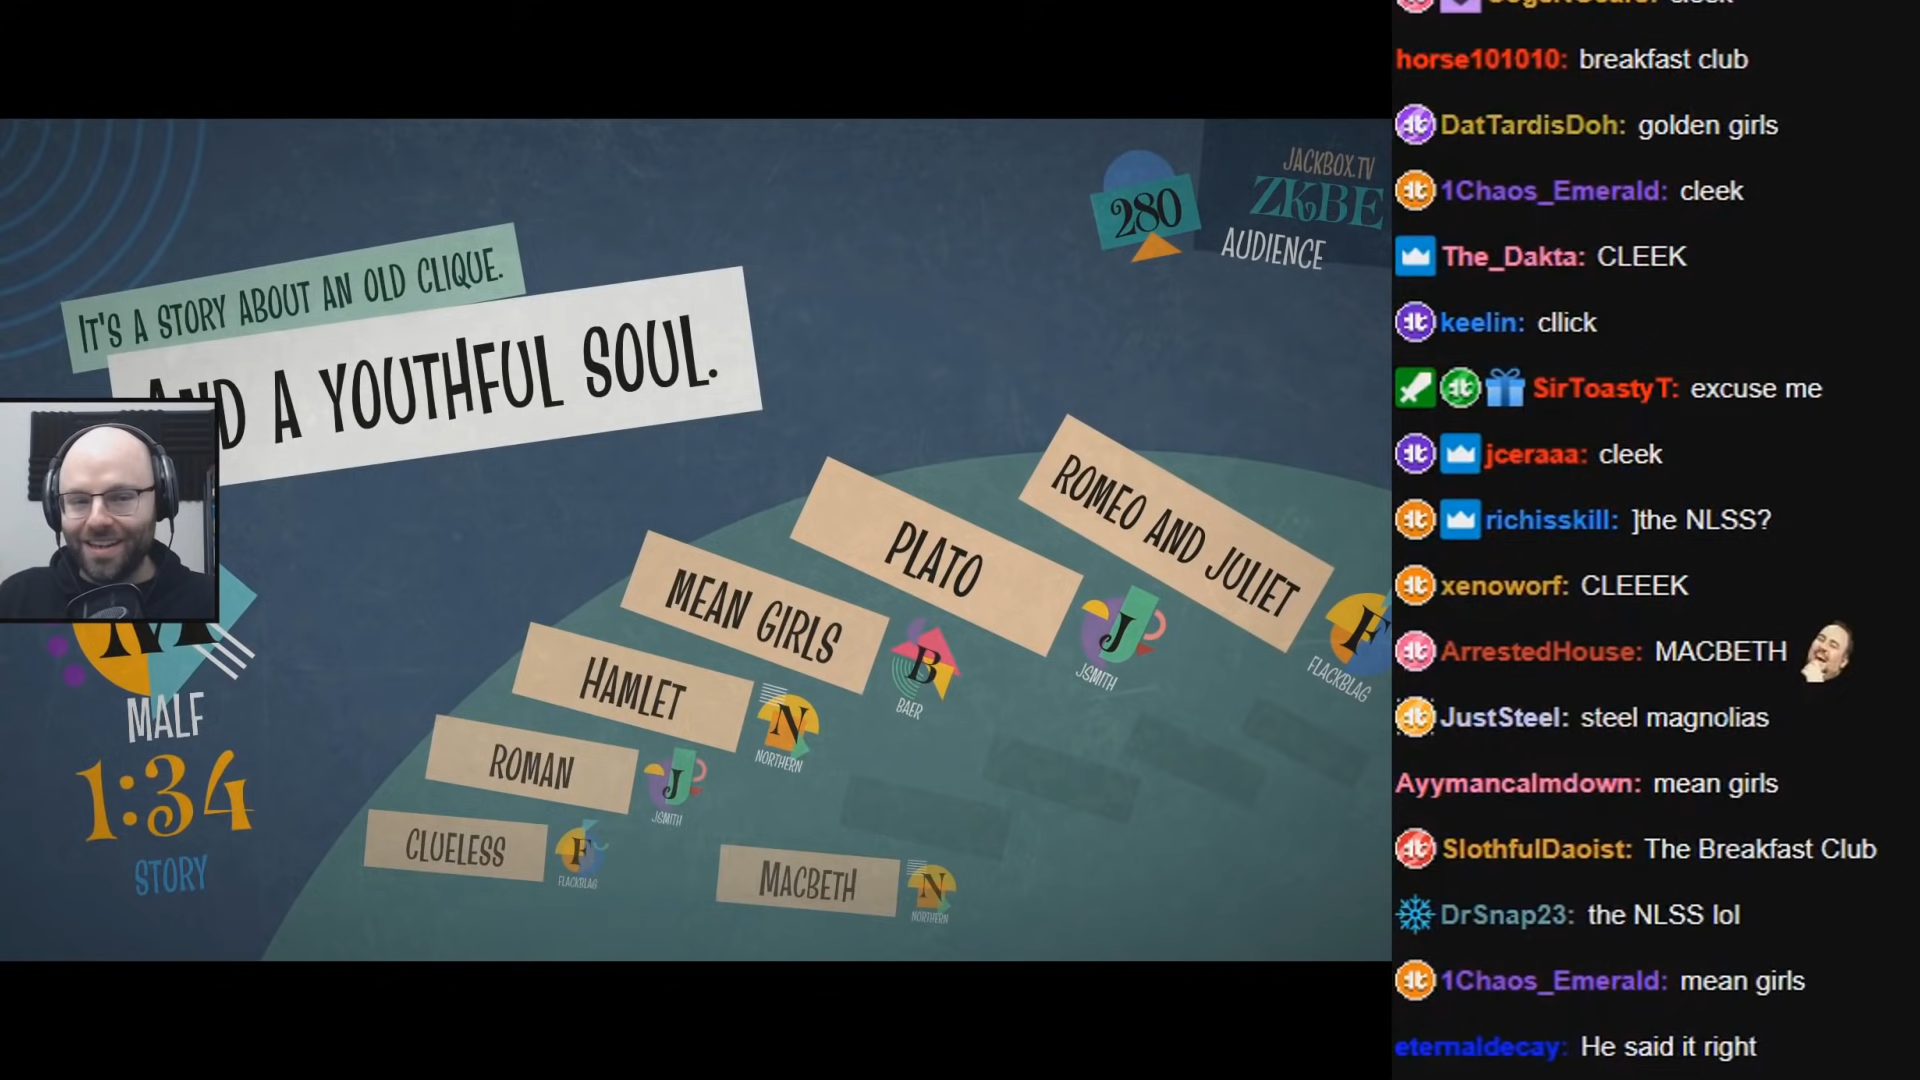 horse101010: breakfast club
DatTardisDoh: golden girls
1Chaos_Emerald: cleek
The_Dakta: CLEEK
keelin: cllick
SirToastyT: excuse me
jceraaa: cleek
richisskill: ]the NLSS?
xenoworf: CLEEEK
ArrestedHouse: MACBETH
JustSteel: steel magnolias
Ayymancalmdown: mean girls
SlothfulDaoist: The Breakfast Club
DrSnap23: the NLSS lol
1Chaos_Emerald: mean girls
eternaldecay: He said it right
JACKBOX.TV
ZKBE
280
AUDIENCE
IT'S A STORY ABOUT AN OLD CLIQUE.
AND A YOUTHFUL SOUL.
ROMEO AND JULIET
F
FLACKBLAG
PLATO
J
JSMITH
MEAN GIRLS
B
BAER
HAMLET
N
NORTHERN
ROMAN
J
JSMITH
CLUELESS
F
FLACKBLAG
MACBETH
N
NORTHERN
M
MALF
1:34
STORY